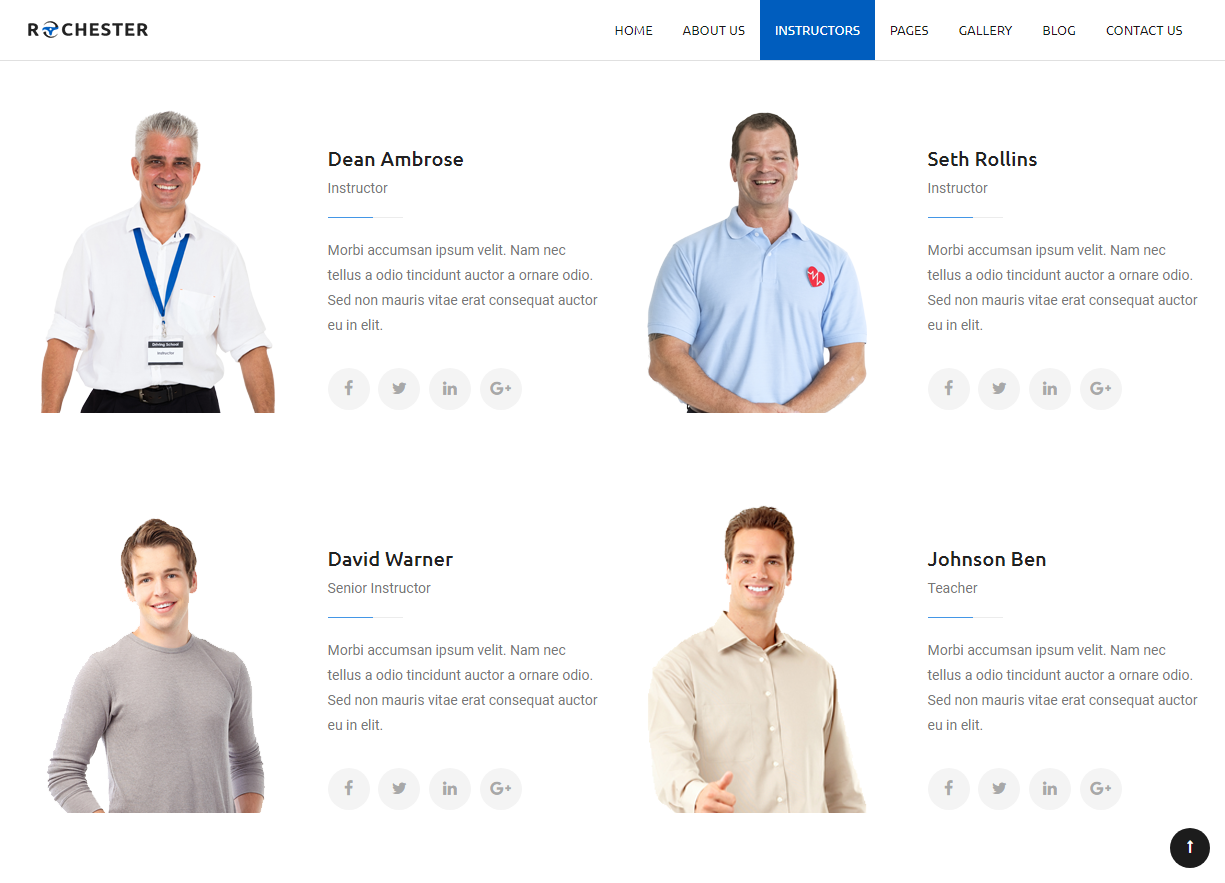 ROCHESTER
HOME ABOUT US INSTRUCTORS PAGES GALLERY BLOG CONTACT US
Dean Ambrose
Instructor
Morbi accumsan ipsum velit. Nam nec
tellus a odio tincidunt auctor a ornare odio.
Sed non mauris vitae erat consequat auctor
eu in elit.
Driving School
Instructor
Seth Rollins
Instructor
Morbi accumsan ipsum velit. Nam nec
tellus a odio tincidunt auctor a ornare odio.
Sed non mauris vitae erat consequat auctor
eu in elit.
David Warner
Senior Instructor
Morbi accumsan ipsum velit. Nam nec
tellus a odio tincidunt auctor a ornare odio.
Sed non mauris vitae erat consequat auctor
eu in elit.
Johnson Ben
Teacher
Morbi accumsan ipsum velit. Nam nec
tellus a odio tincidunt auctor a ornare odio.
Sed non mauris vitae erat consequat auctor
eu in elit.